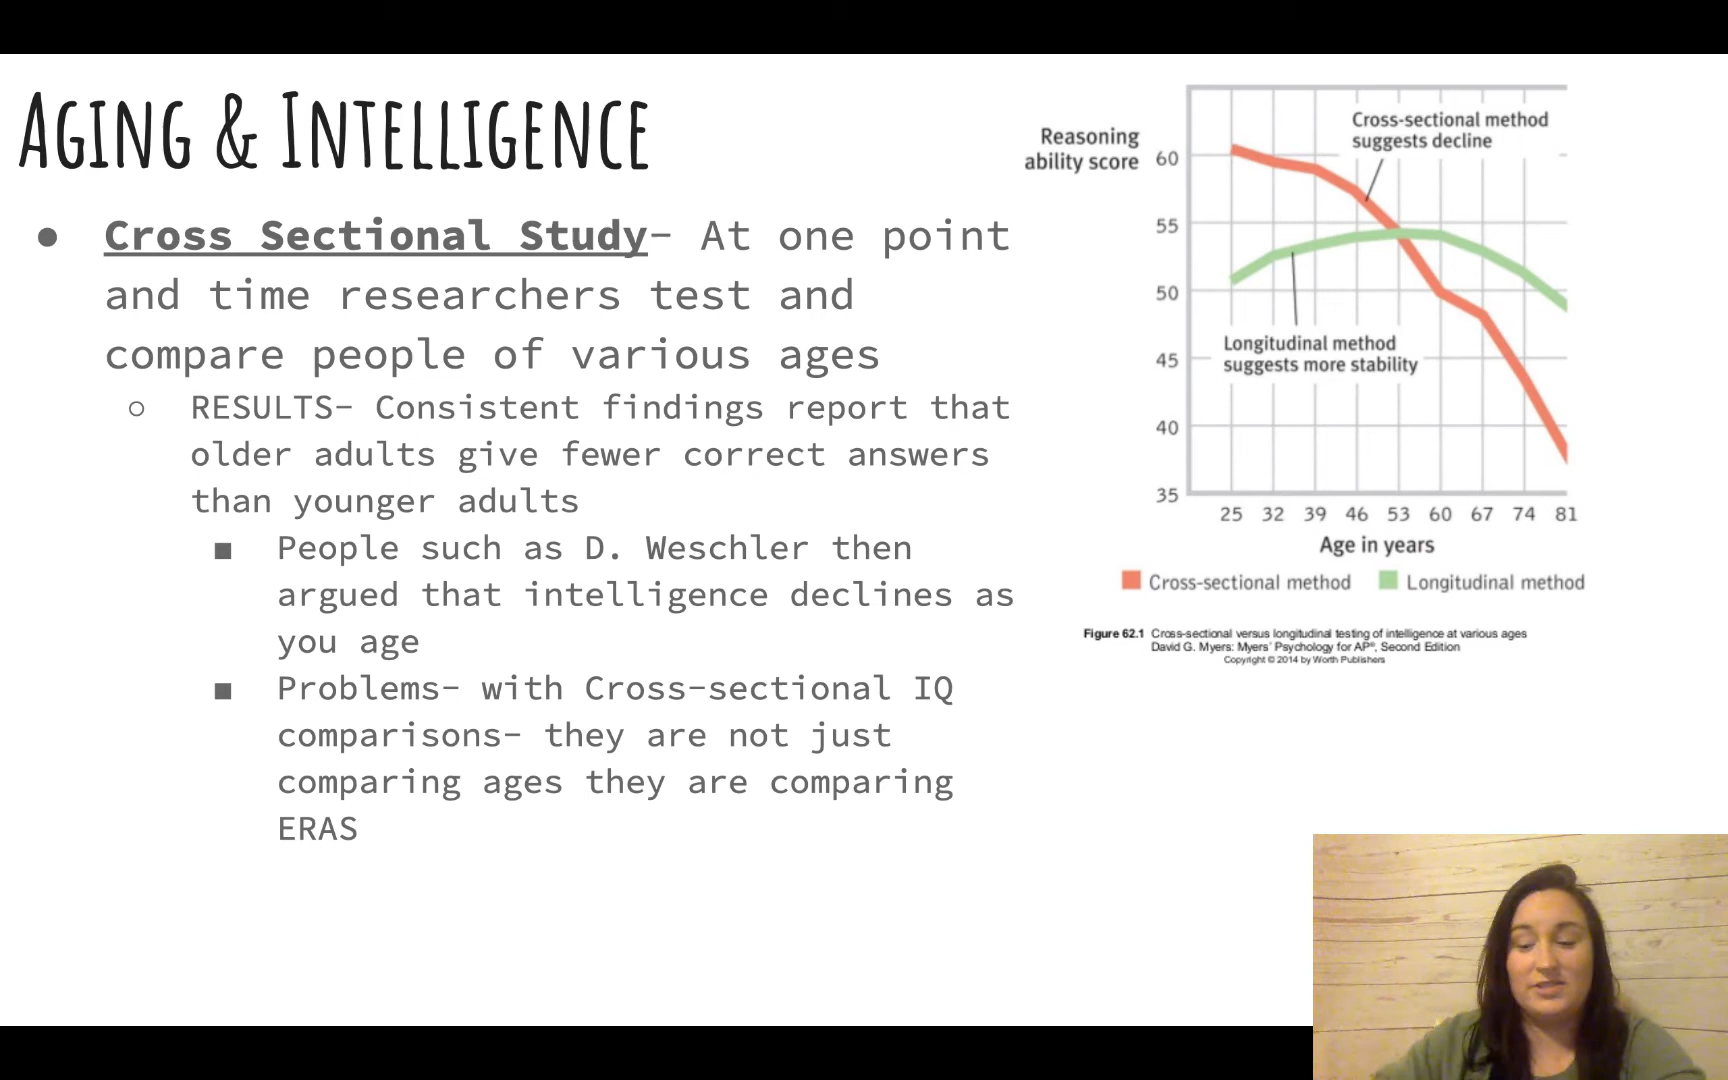 AGING & INTELLIGENCE
● Cross Sectional Study- At one point
and time researchers test and
compare people of various ages
○ RESULTS- Consistent findings report that
older adults give fewer correct answers
than younger adults
■ People such as D. Weschler then
argued that intelligence declines as
you age
■ Problems- with Cross-sectional IQ
comparisons- they are not just
comparing ages they are comparing
ERAS
Reasoning
ability score
60
55
50
45
40
35
Cross-sectional method
suggests decline
Longitudinal method
suggests more stability
25 32 39 46 53 60 67 74 81
Age in years
Cross-sectional method Longitudinal method
Figure 62.1 Cross-sectional versus longitudinal testing of intelligence at various ages
David G. Myers: Myers' Psychology for AP®, Second Edition
Copyright © 2014 by Worth Publishers